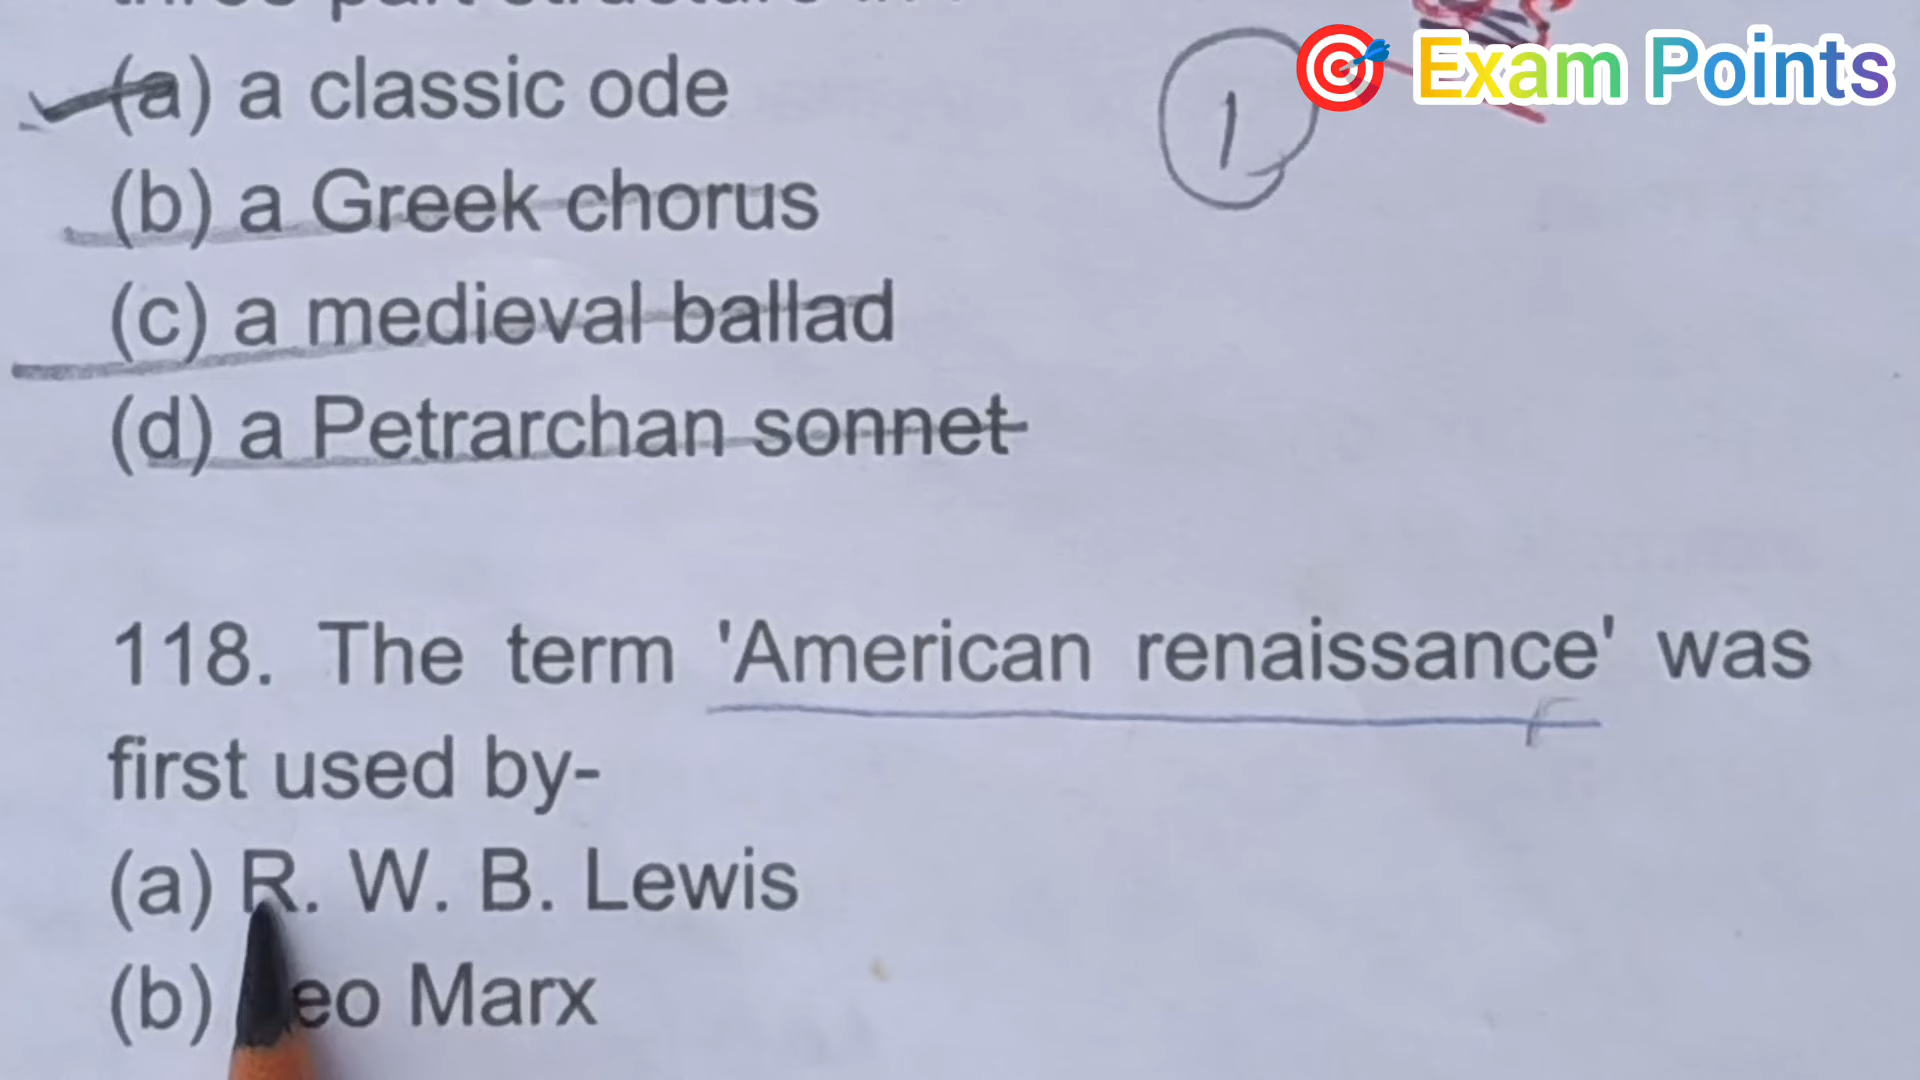 Exam Points
(a) a classic ode
1
(b) a Greek chorus
(c) a medieval ballad
(d) a Petrarchan sonnet
118. The term 'American renaissance' was
first used by-
(a) R. W. B. Lewis
(b) eo Marx